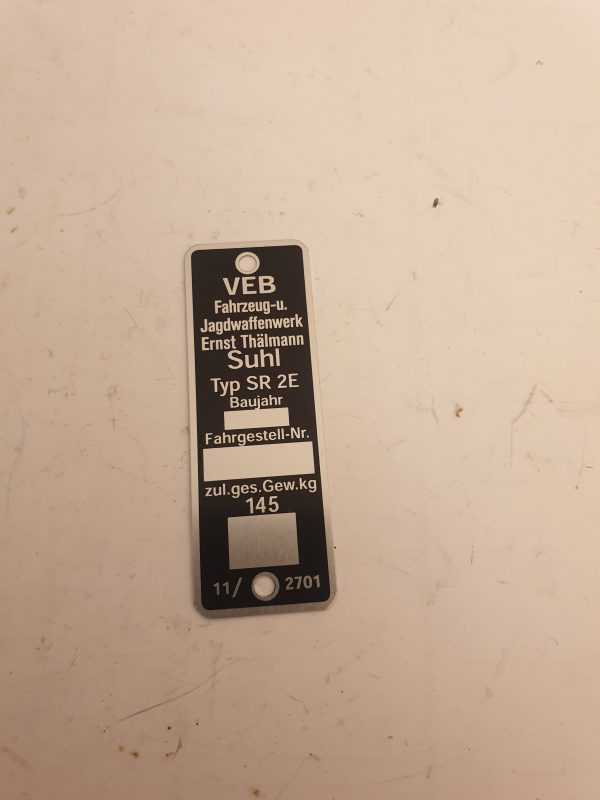 VEB
Fahrzeug-u.
Jagdwaffenwerk
Ernst Thälmann
Suhl
Typ SR 2E
Baujahr
Fahrgestell-Nr.
zul.ges.Gew.kg
145
11/ 2701